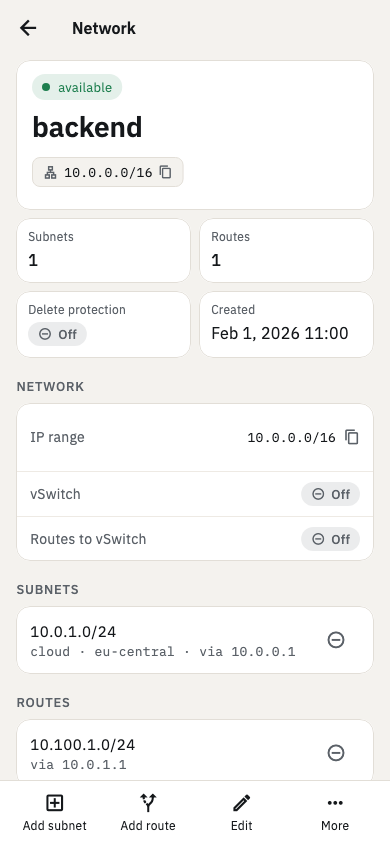 Network
available
backend
10.0.0.0/16
Subnets
1
Routes
1
Delete protection
Off
Created
Feb 1, 2026 11:00
NETWORK
IP range
10.0.0.0/16
vSwitch
Off
Routes to vSwitch
Off
SUBNETS
10.0.1.0/24
cloud · eu-central · via 10.0.0.1
ROUTES
10.100.1.0/24
via 10.0.1.1
Add subnet
Add route
Edit
More